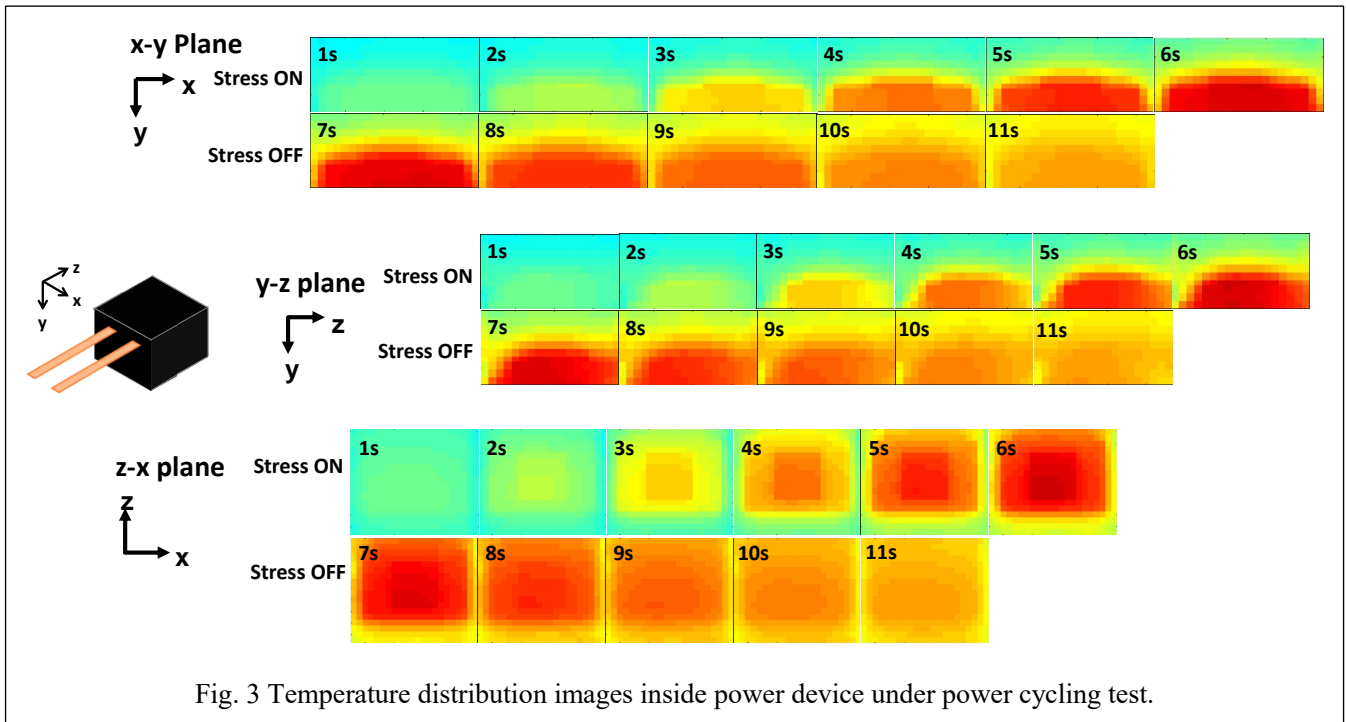 x-y Plane
x
y
Stress ON
1s 2s 3s 4s 5s 6s
Stress OFF
7s 8s 9s 10s 11s
z
x
y
y-z plane
z
y
Stress ON
1s 2s 3s 4s 5s 6s
Stress OFF
7s 8s 9s 10s 11s
z-x plane
z
x
Stress ON
1s 2s 3s 4s 5s 6s
Stress OFF
7s 8s 9s 10s 11s
Fig. 3 Temperature distribution images inside power device under power cycling test.